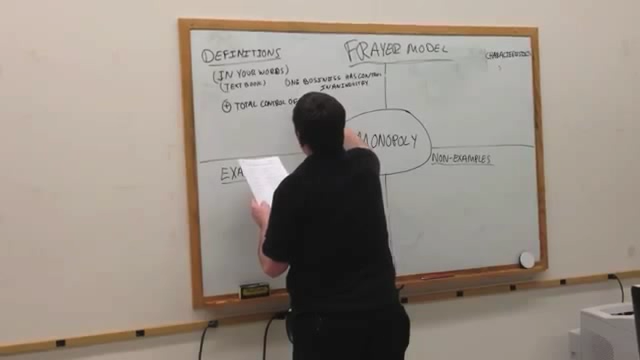 DEFINITIONS
FRAYER MODEL
CHARACTERISTICS
(IN YOUR WORDS)
(TEXTBOOK) ONE BUSINESS HAS CONTROL
IN AN INDUSTRY
TOTAL CONTROL OF
MONOPOLY
EXA
NON-EXAMPLES